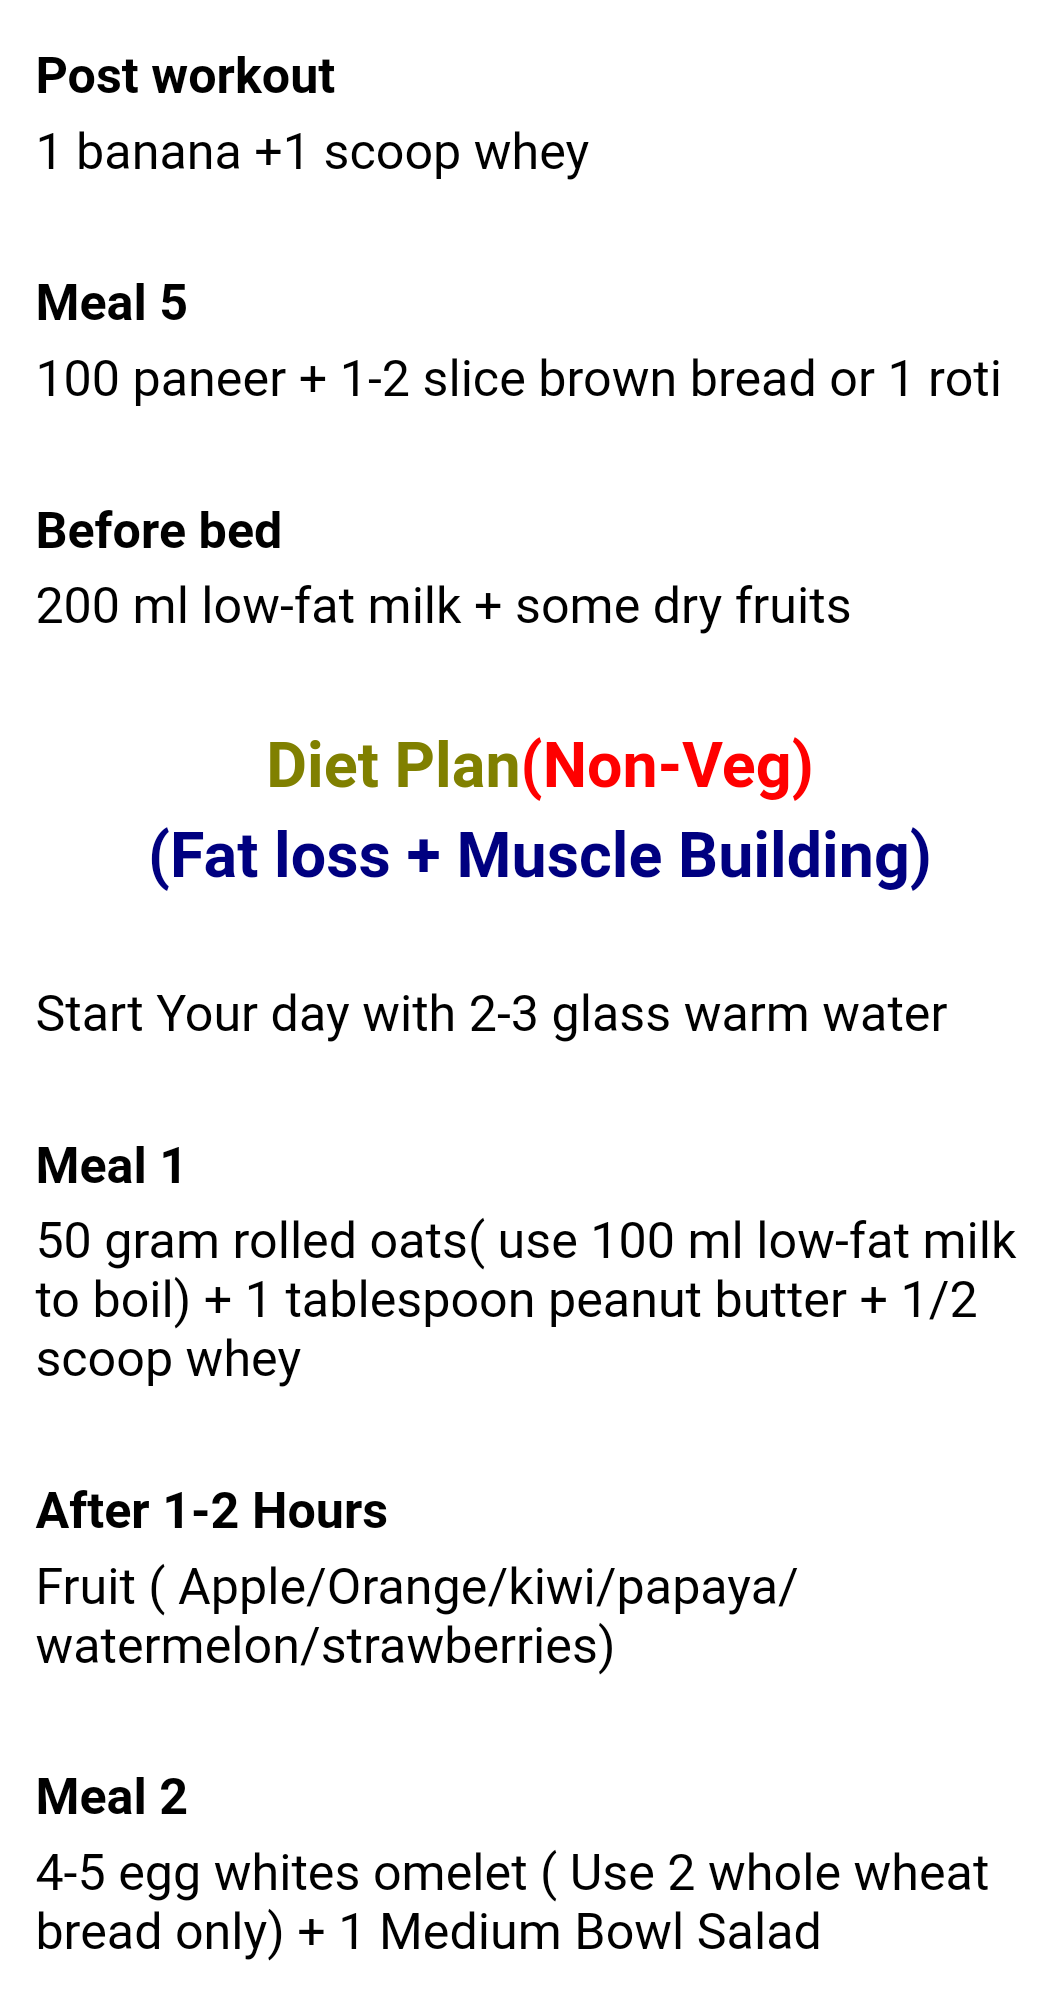 Post workout
1 banana +1 scoop whey
Meal 5
100 paneer + 1-2 slice brown bread or 1 roti
Before bed
200 ml low-fat milk + some dry fruits
Diet Plan(Non-Veg)
(Fat loss + Muscle Building)
Start Your day with 2-3 glass warm water
Meal 1
50 gram rolled oats( use 100 ml low-fat milk
to boil) + 1 tablespoon peanut butter + 1/2
scoop whey
After 1-2 Hours
Fruit ( Apple/Orange/kiwi/papaya/
watermelon/strawberries)
Meal 2
4-5 egg whites omelet ( Use 2 whole wheat
bread only) + 1 Medium Bowl Salad